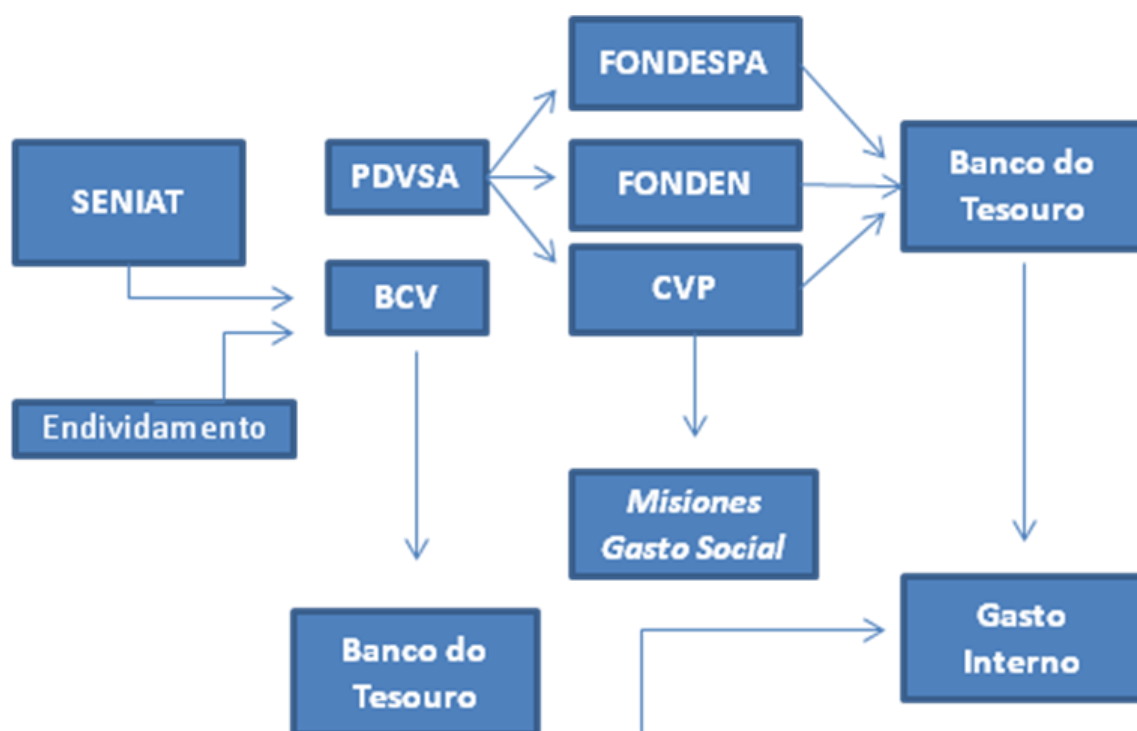 FONDESPA
SENIAT
PDVSA
FONDEN
Banco do
Tesouro
BCV
CVP
Endividamento
Misiones
Gasto Social
Banco do
Tesouro
Gasto
Interno